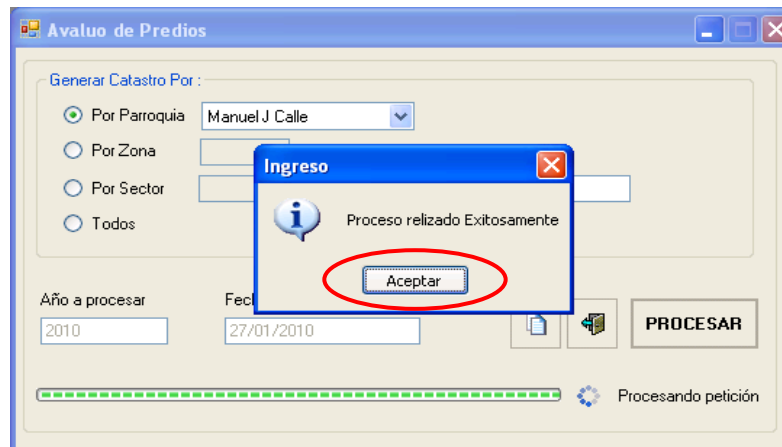 Avaluo de Predios
Generar Catastro Por :
Por Parroquia
Manuel J Calle
Por Zona
Por Sector
Todos
Ingreso
Proceso relizado Exitosamente
Aceptar
Año a procesar
2010
27/01/2010
PROCESAR
Procesando petición